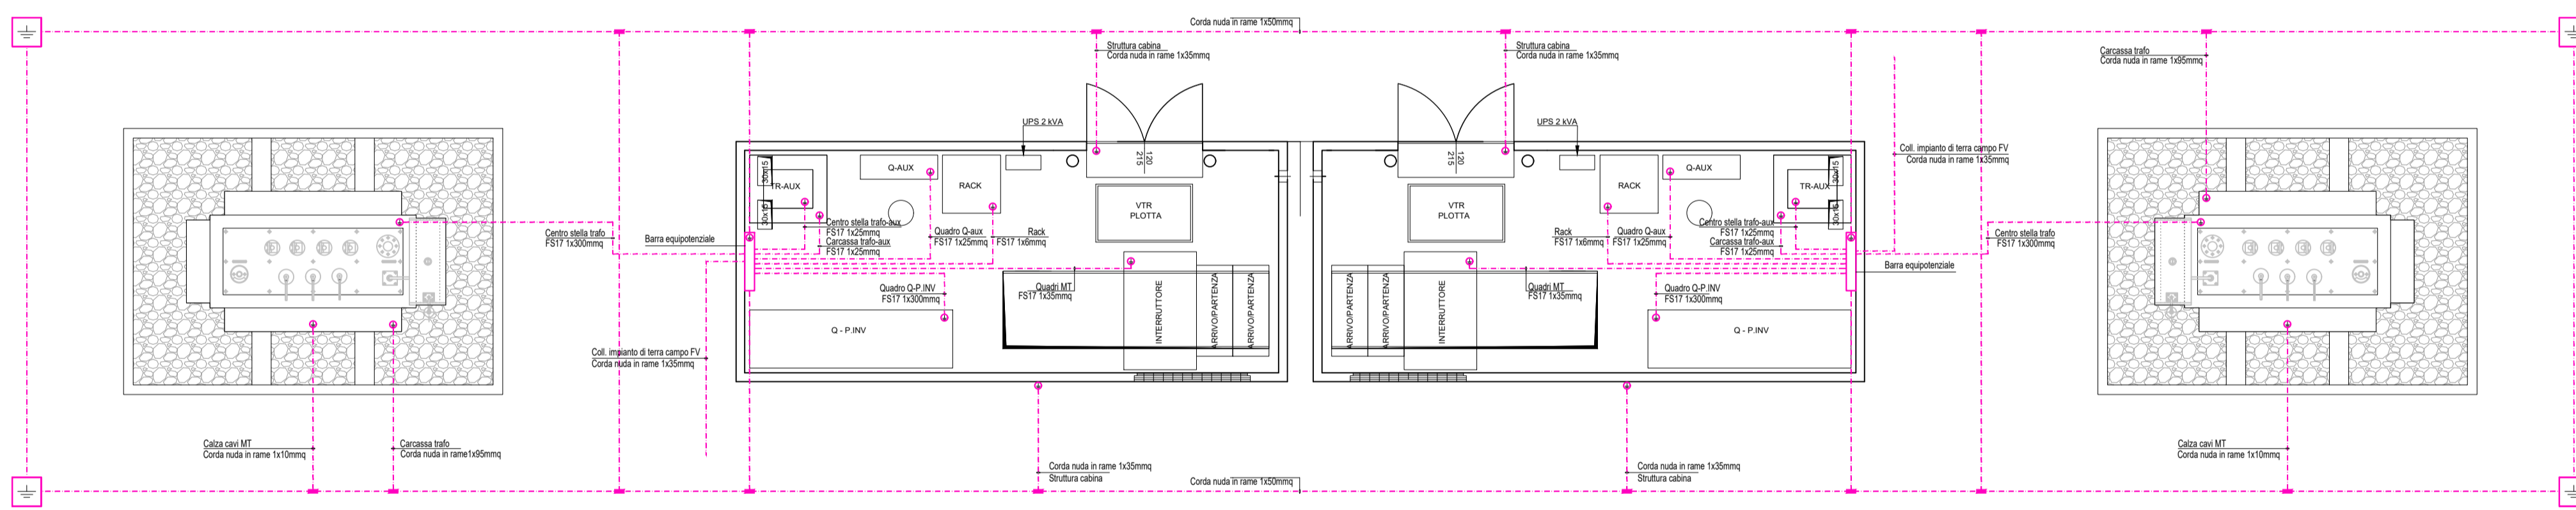 Corda nuda in rame 1x50mmq
Struttura cabina
Corda nuda in rame 1x35mmq
Struttura cabina
Corda nuda in rame 1x35mmq
Carcassa trafo
Corda nuda in rame 1x95mmq
UPS 2 kVA
UPS 2 kVA
120
215
120
215
Coll. impianto di terra campo FV
Corda nuda in rame 1x35mmq
30x15
TR-AUX
30x15
Q-AUX
RACK
VTR
PLOTTA
VTR
PLOTTA
RACK
Q-AUX
30x15
TR-AUX
30x15
Centro stella trafo
FS17 1x300mmq
Barra equipotenziale
Centro stella trafo-aux
FS17 1x25mmq
Carcassa trafo-aux
FS17 1x25mmq
Quadro Q-aux
FS17 1x25mmq
Rack
FS17 1x6mmq
Rack
FS17 1x6mmq
Quadro Q-aux
FS17 1x25mmq
Centro stella trafo-aux
FS17 1x25mmq
Carcassa trafo-aux
FS17 1x25mmq
Centro stella trafo
FS17 1x300mmq
Barra equipotenziale
Quadro Q-P.INV
FS17 1x300mmq
Quadri MT
FS17 1x35mmq
INTERRUTTORE
ARRIVO/PARTENZA
ARRIVO/PARTENZA
ARRIVO/PARTENZA
ARRIVO/PARTENZA
INTERRUTTORE
Quadri MT
FS17 1x35mmq
Quadro Q-P.INV
FS17 1x300mmq
Q - P.INV
Q - P.INV
Coll. impianto di terra campo FV
Corda nuda in rame 1x35mmq
Calza cavi MT
Corda nuda in rame 1x10mmq
Carcassa trafo
Corda nuda in rame1x95mmq
Corda nuda in rame 1x35mmq
Struttura cabina
Corda nuda in rame 1x50mmq
Corda nuda in rame 1x35mmq
Struttura cabina
Calza cavi MT
Corda nuda in rame 1x10mmq